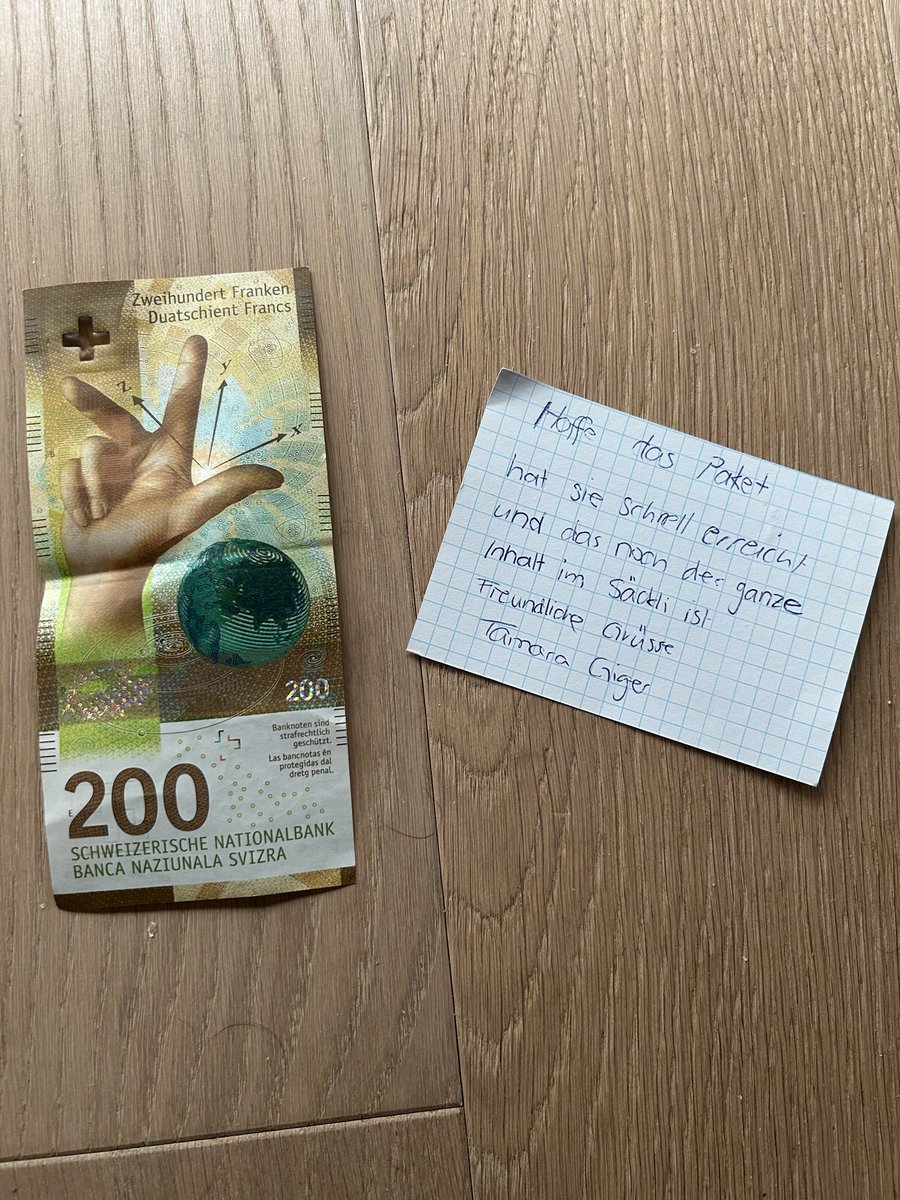 Zweihundert Franken
Duatschient Francs
z
y
x
200
Banknoten sind
strafrechtlich
geschützt.
Las bancnotas èn
protegidas dal
dretg penal.
E
200
SCHWEIZERISCHE NATIONALBANK
BANCA NAZIUNALA SVIZRA
Hoffe das Paket
hat sie schnell erreicht
und das noch der ganze
Inhalt im Säckli ist
Freundliche Grüsse
Tamara Giger